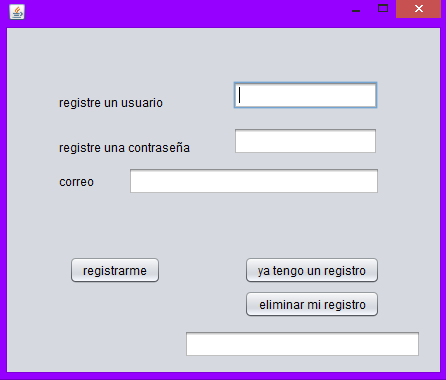 registre un usuario
registre una contraseña
correo
registrarme
ya tengo un registro
eliminar mi registro